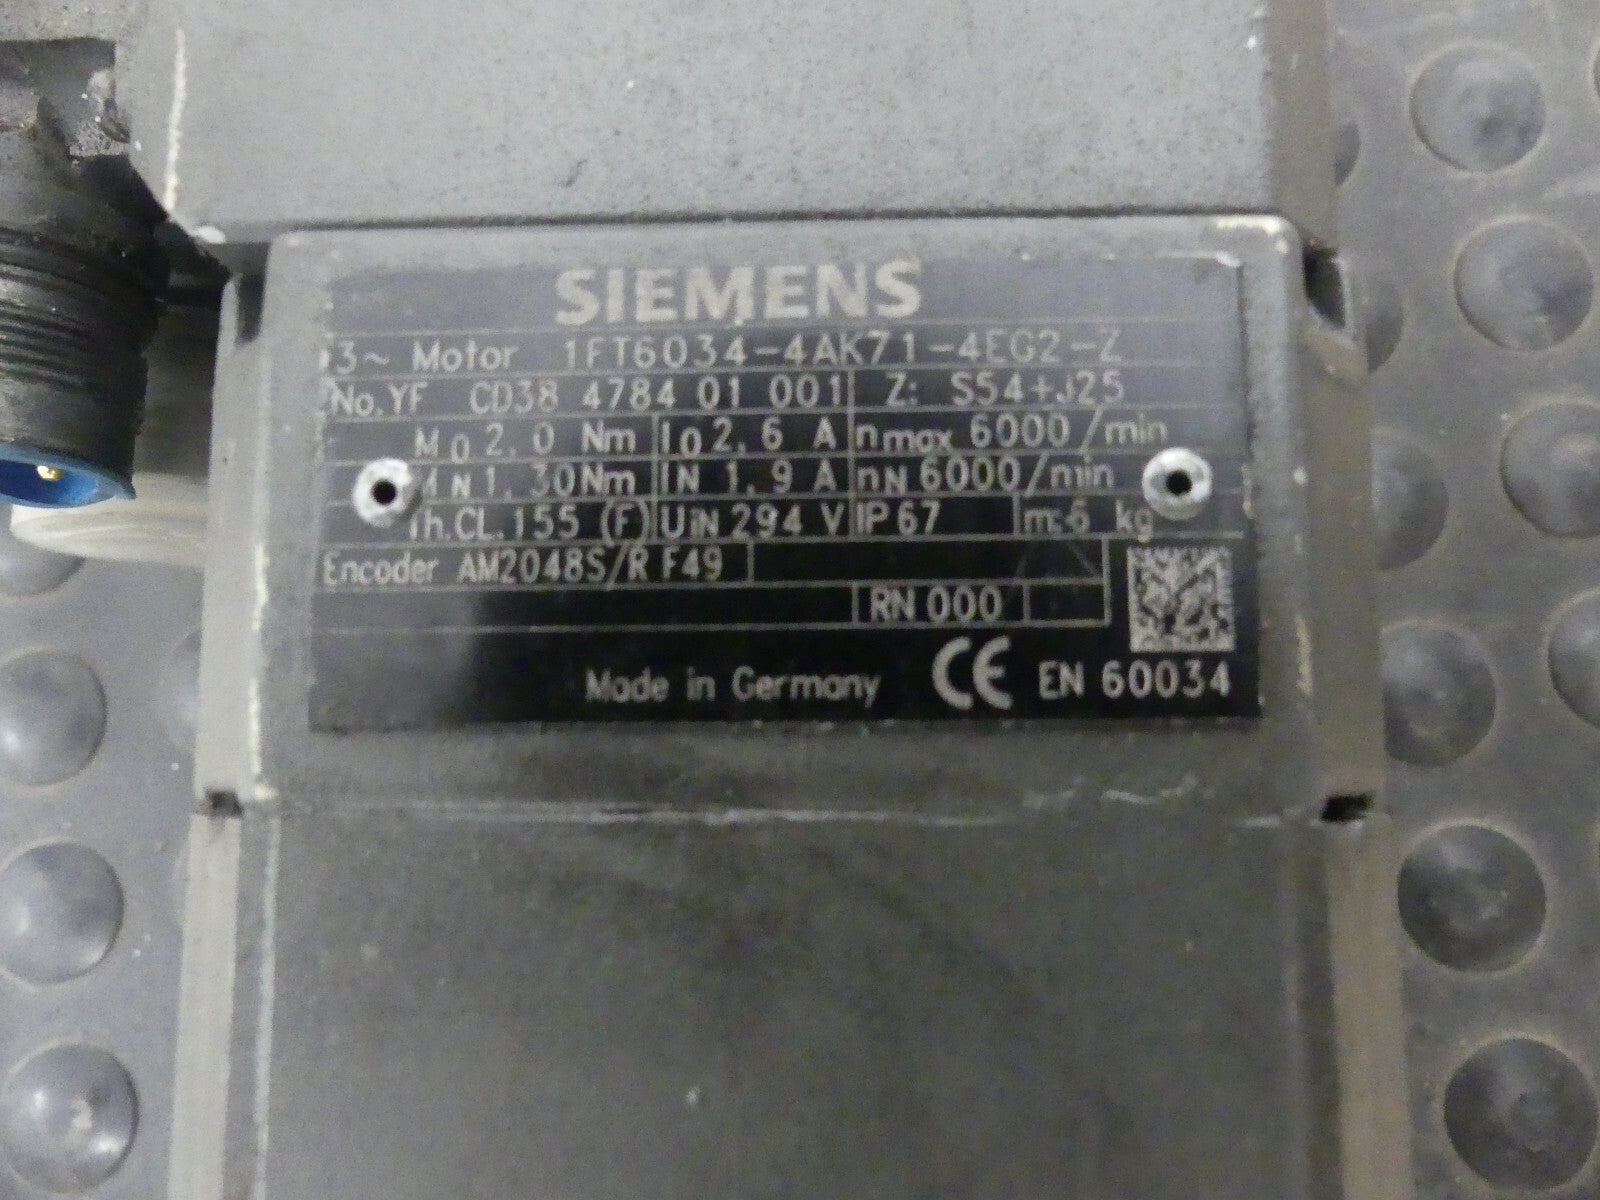 SIEMENS
3~ Motor 1FT6034-4AK71-4EG2-Z
No.YF CD38 4784 01 001 Z: S54+J25
M0 2,0 Nm I0 2,6 A nmax 6000/min
MN 1,30Nm IN 1,9 A nN 6000/min
Th.CL.155 (F) UiN 294 V IP67 m:6 kg
Encoder AM2048S/R F49
RN 000
Made in Germany CE EN 60034